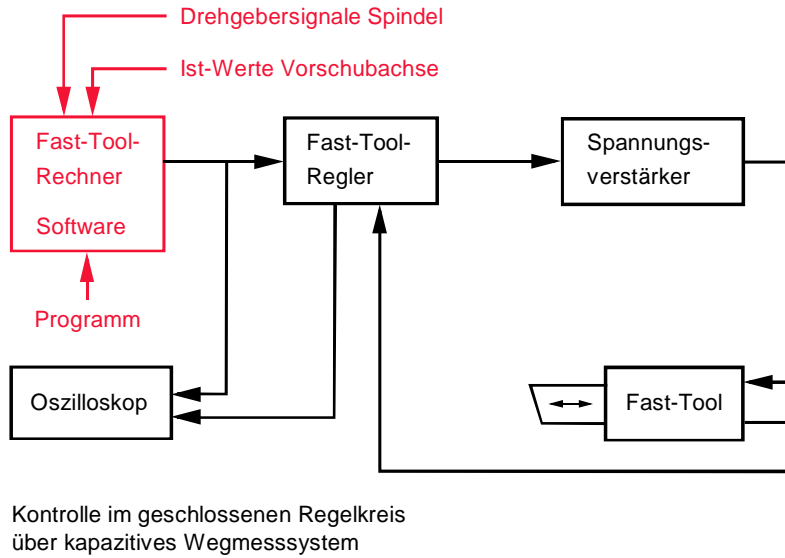 Drehgebersignale Spindel
Ist-Werte Vorschubachse
Fast-Tool-
Rechner
Software
Fast-Tool-
Regler
Spannungs-
verstärker
Programm
Oszilloskop
Fast-Tool
Kontrolle im geschlossenen Regelkreis
über kapazitives Wegmesssystem